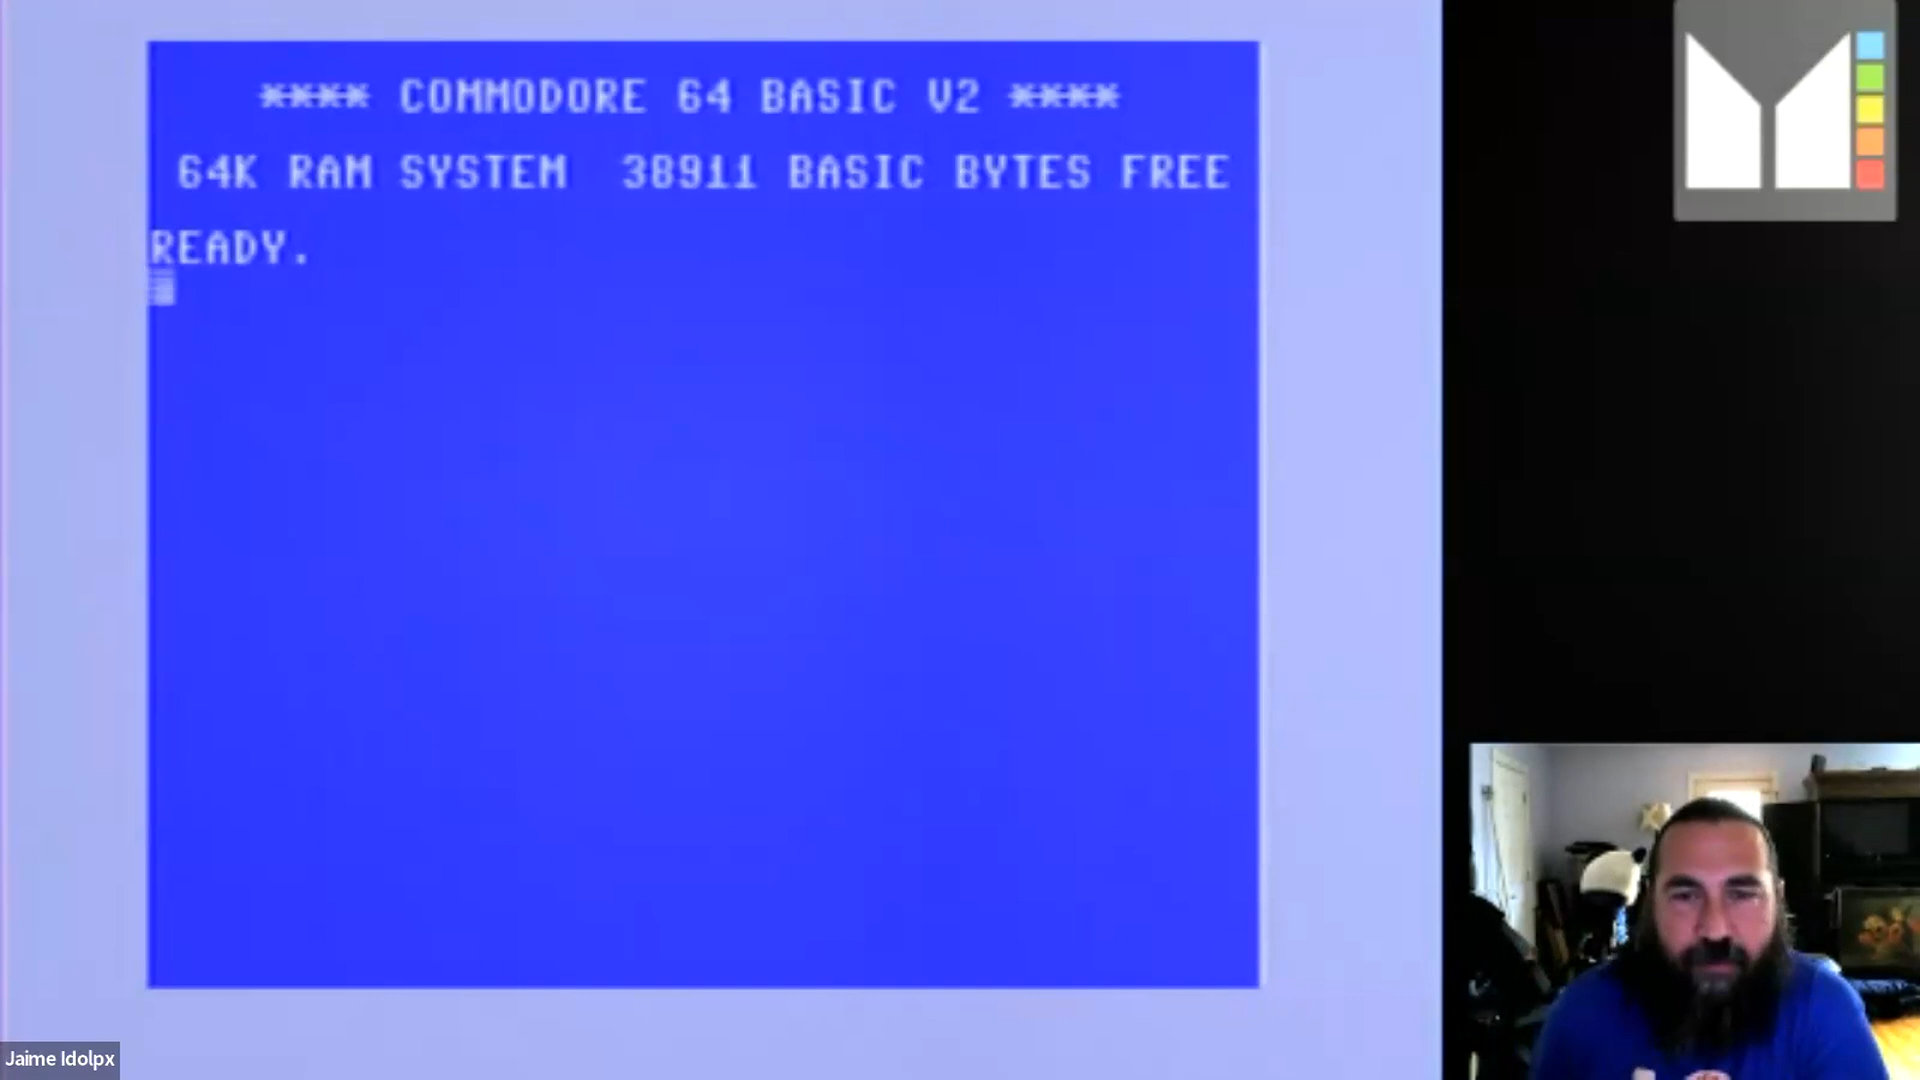 **** COMMODORE 64 BASIC V2 ****
64K RAM SYSTEM  38911 BASIC BYTES FREE
READY.
Jaime Idolpx